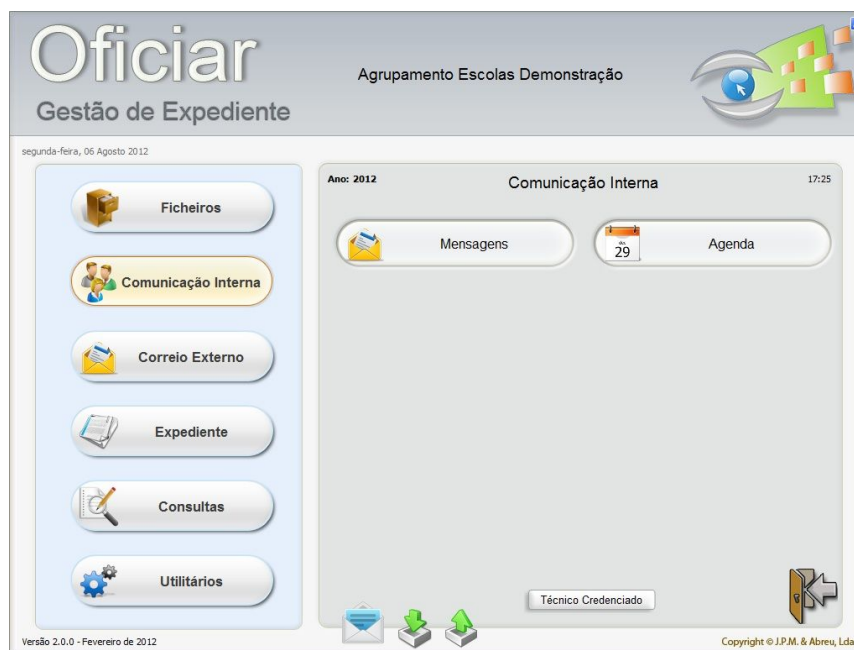 Oficiar
Gestão de Expediente
Agrupamento Escolas Demonstração
segunda-feira, 06 Agosto 2012
Ficheiros
Comunicação Interna
Correio Externo
Expediente
Consultas
Utilitários
Ano: 2012
Comunicação Interna
17:25
Mensagens
29
Agenda
Técnico Credenciado
Versão 2.0.0 - Fevereiro de 2012
Copyright © J.P.M. & Abreu, Lda